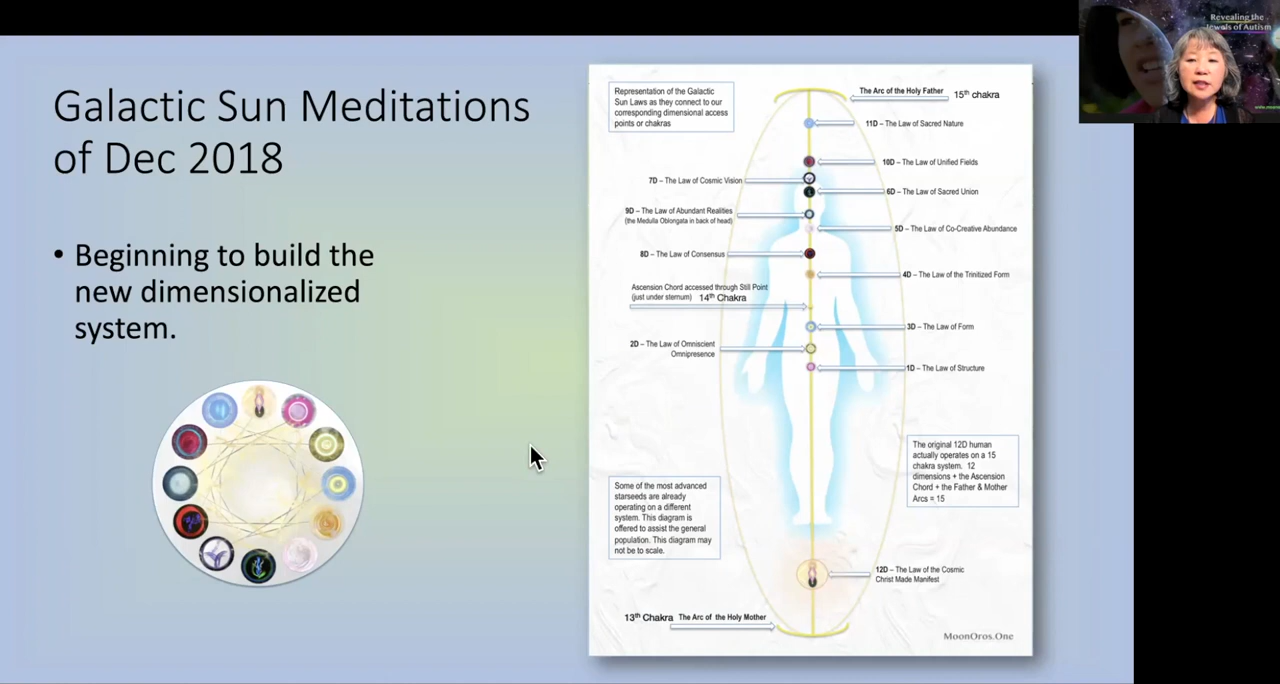 Galactic Sun Meditations
of Dec 2018
• Beginning to build the
new dimensionalized
system.
Representation of the Galactic
Sun Laws as they connect to our
corresponding dimensional access
points or chakras
The Arc of the Holy Father 15th chakra
11D – The Law of Sacred Nature
10D – The Law of Unified Fields
7D – The Law of Cosmic Vision
6D – The Law of Sacred Union
9D – The Law of Abundant Realities
(the Medulla Oblongata in back of head)
5D – The Law of Co-Creative Abundance
8D – The Law of Consensus
4D – The Law of the Trinitized Form
Ascension Chord accessed through Still Point
(just under sternum) 14th Chakra
3D – The Law of Form
2D – The Law of Omniscient
Omnipresence
1D – The Law of Structure
The original 12D human
actually operates on a 15
chakra system. 12
dimensions + the Ascension
Chord + the Father & Mother
Arcs = 15
Some of the most advanced
starseeds are already
operating on a different
system. This diagram is
offered to assist the general
population. This diagram may
not be to scale.
12D – The Law of the Cosmic
Christ Made Manifest
13th Chakra The Arc of the Holy Mother
MoonOros.One
Revealing the
Jewels of Autism